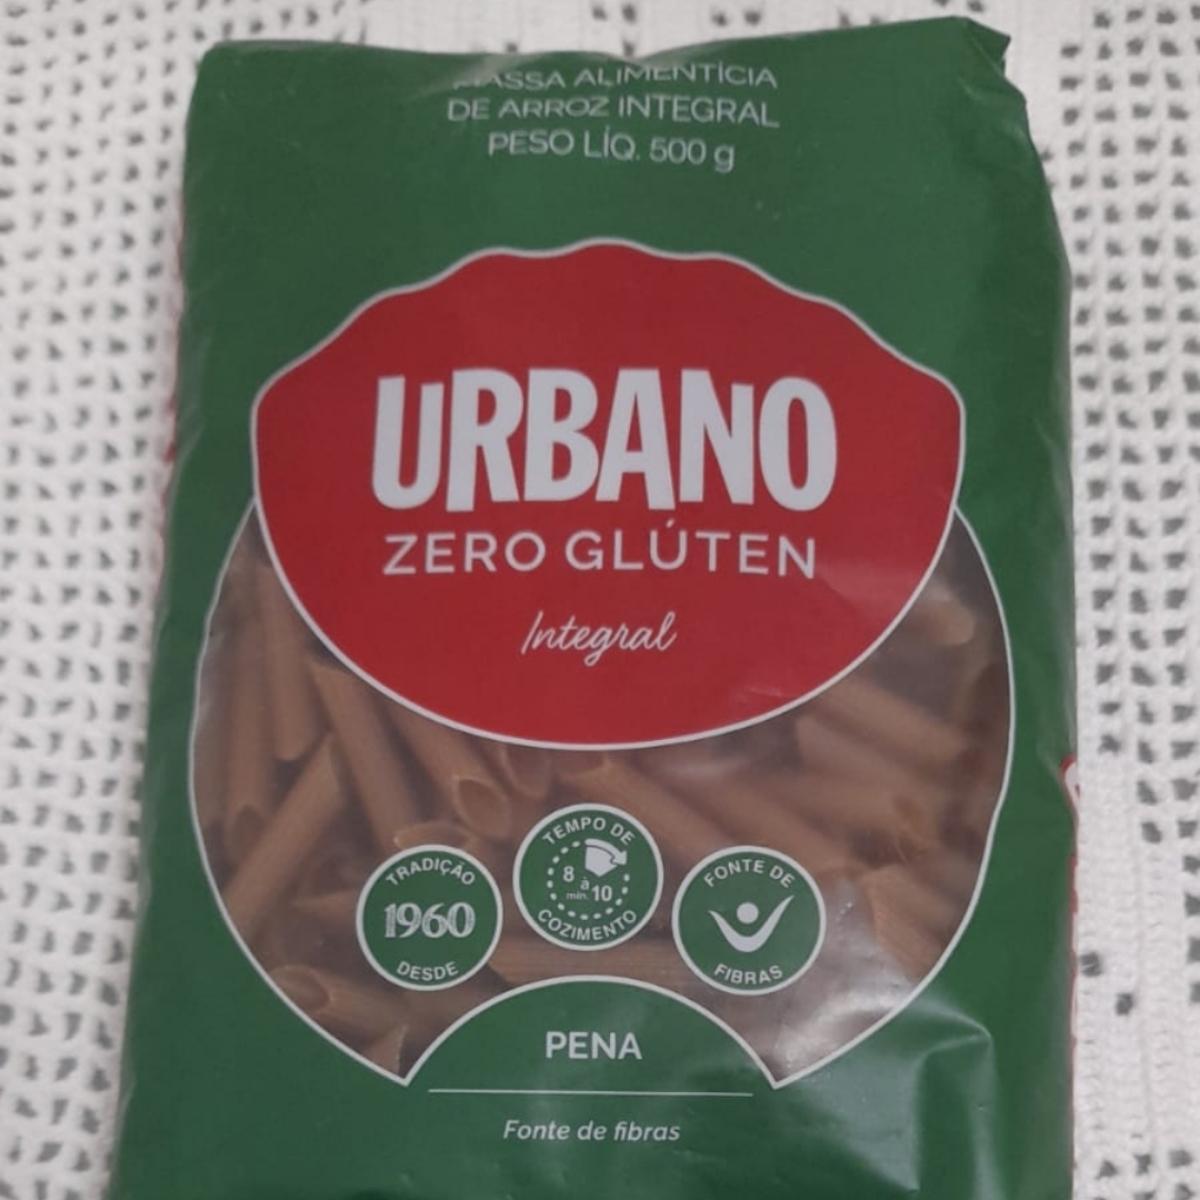 MASSA ALIMENTÍCIA
DE ARROZ INTEGRAL
PESO LÍQ. 500 g
URBANO
ZERO GLÚTEN
Integral
TRADIÇÃO
1960
DESDE
TEMPO DE
8 à 10
min.
COZIMENTO
FONTE DE
FIBRAS
PENA
Fonte de fibras